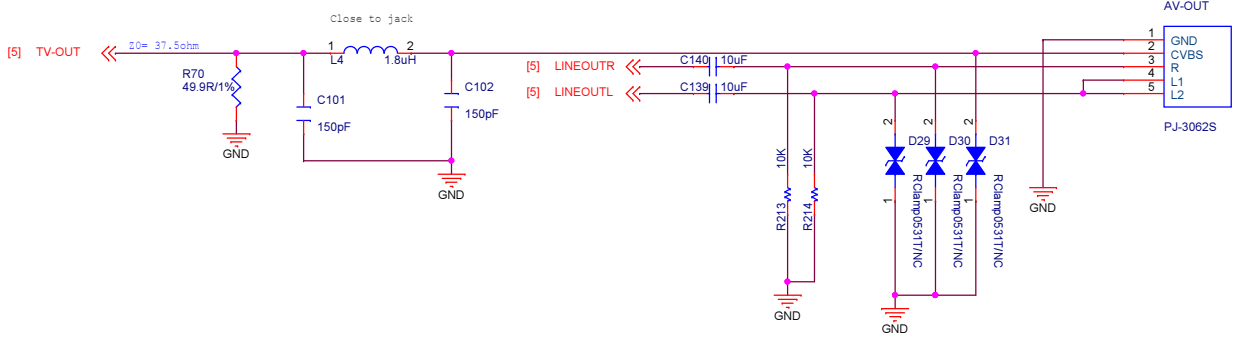 AV-OUT
Close to jack
[5] TV-OUT
Z0= 37.5ohm
1
2
L4
1.8uH
R70
49.9R/1%
C101
150pF
C102
150pF
GND
GND
[5] LINEOUTR
C140
10uF
[5] LINEOUTL
C139
10uF
1
2
3
4
5
GND
CVBS
R
L1
L2
PJ-3062S
10K
10K
R213
R214
GND
2
2
2
D29
D30
D31
1
1
1
RClamp0531T/NC
RClamp0531T/NC
RClamp0531T/NC
GND
GND